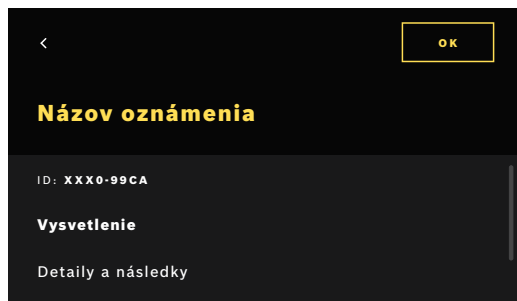 OK
Názov oznámenia
ID: XXX0-99CA
Vysvetlenie
Detaily a následky